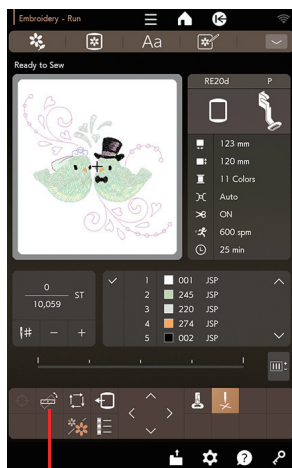 Embroidery - Run
Aa
Ready to Sew
RE20d P
123 mm
120 mm
11 Colors
Auto
ON
600 spm
25 min
0
10,059 ST
#
- +
1 001 JSP
2 245 JSP
3 220 JSP
4 274 JSP
5 002 JSP
?